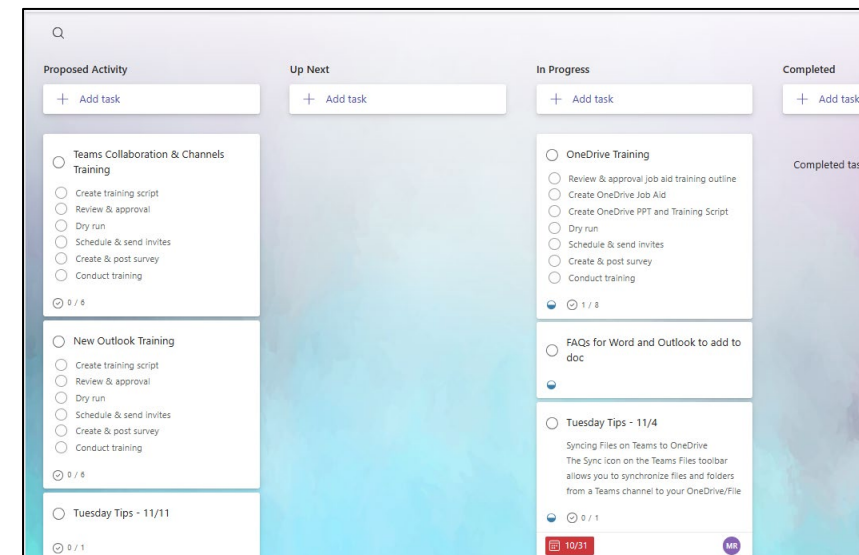 Proposed Activity
+ Add task
Teams Collaboration & Channels
Training
Create training script
Review & approval
Dry run
Schedule & send invites
Create & post survey
Conduct training
0 / 6
New Outlook Training
Create training script
Review & approval
Dry run
Schedule & send invites
Create & post survey
Conduct training
0 / 6
Tuesday Tips - 11/11
0 / 1
Up Next
+ Add task
In Progress
+ Add task
OneDrive Training
Review & approval job aid training outline
Create OneDrive Job Aid
Create OneDrive PPT and Training Script
Dry run
Schedule & send invites
Create & post survey
Conduct training
1 / 8
FAQs for Word and Outlook to add to
doc
Tuesday Tips - 11/4
Syncing Files on Teams to OneDrive
The Sync icon on the Teams Files toolbar
allows you to synchronize files and folders
from a Teams channel to your OneDrive/File
0 / 1
10/31
MR
Completed
+ Add task
Completed tas